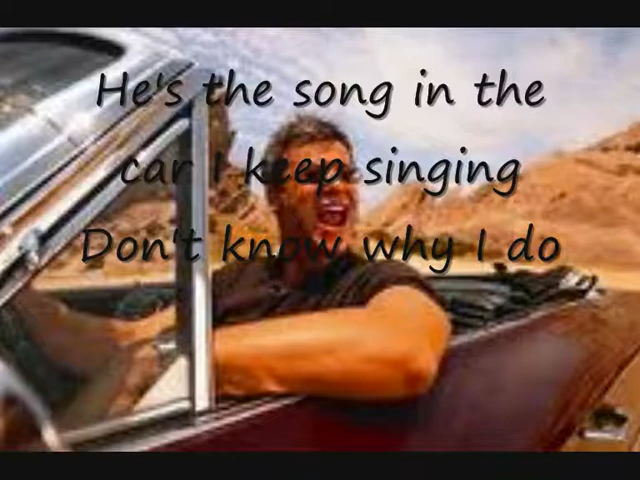 He's the song in the
car I keep singing
Don't know why I do